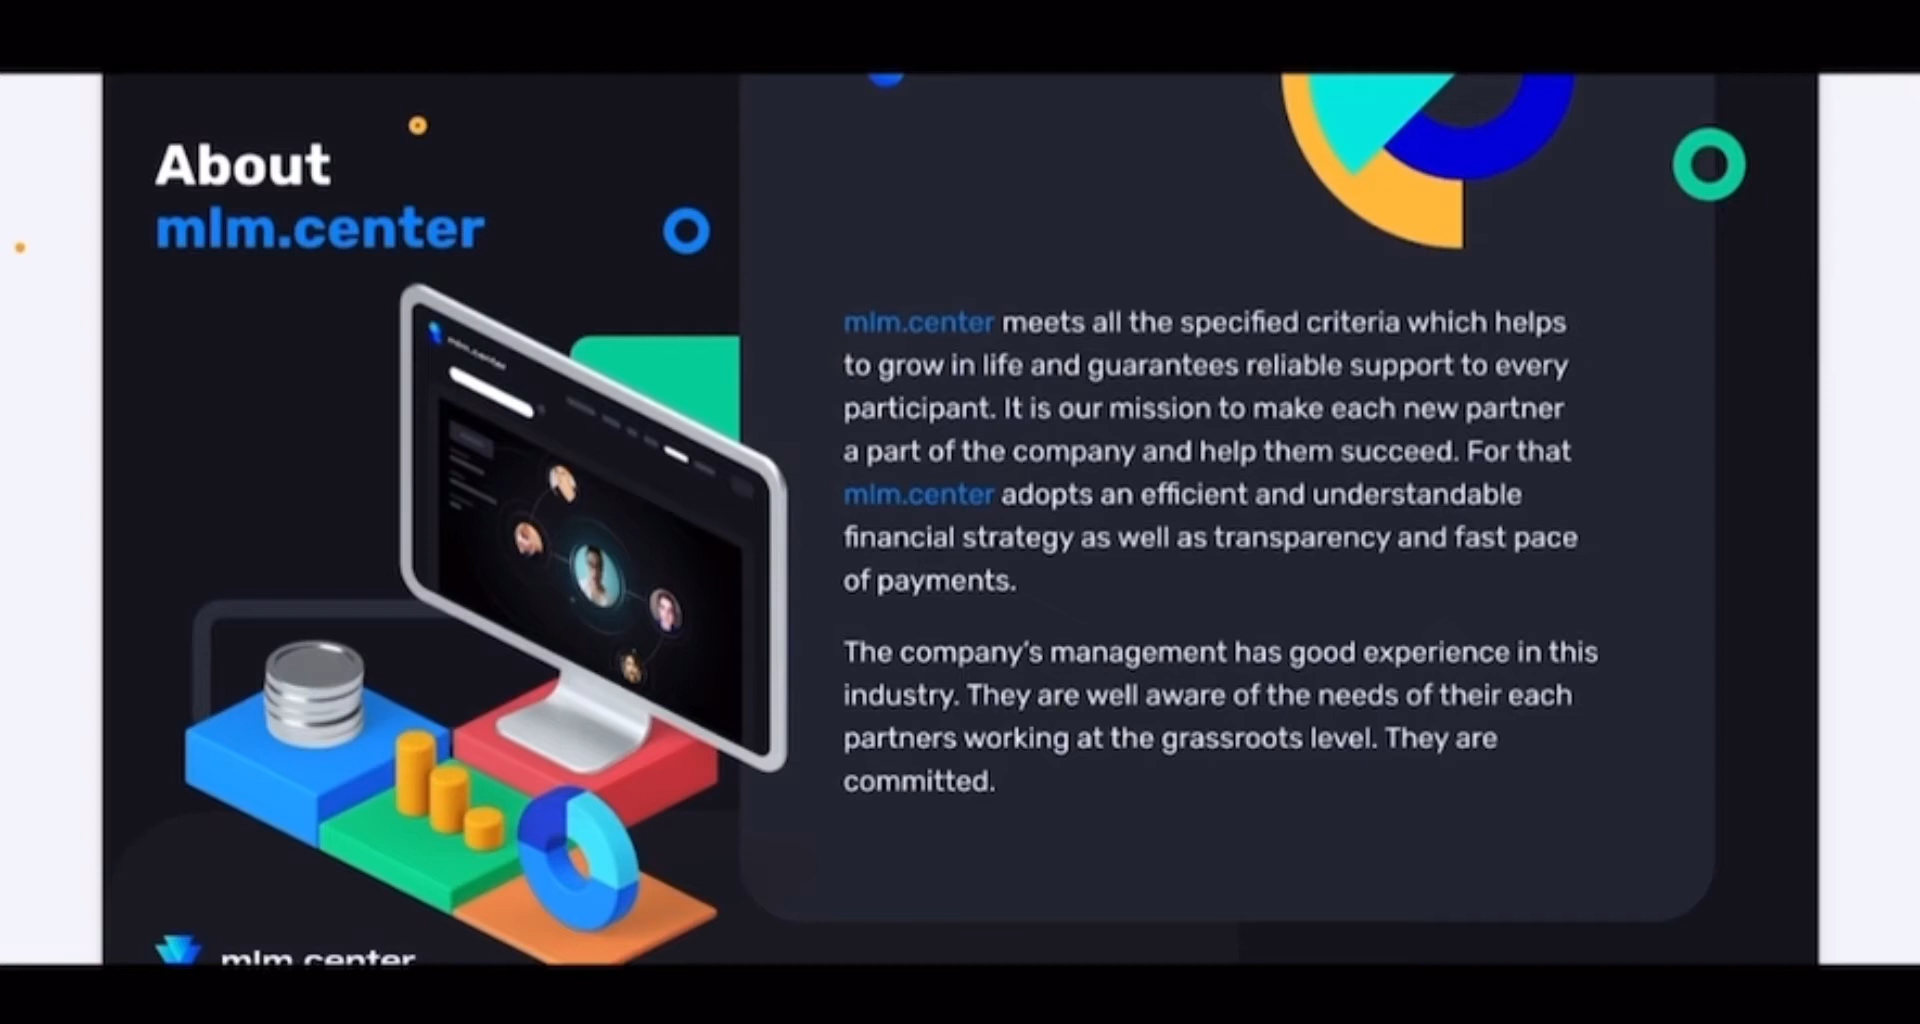 About
mlm.center
mlm.center
mlm.center meets all the specified criteria which helps
to grow in life and guarantees reliable support to every
participant. It is our mission to make each new partner
a part of the company and help them succeed. For that
mlm.center adopts an efficient and understandable
financial strategy as well as transparency and fast pace
of payments.
The company's management has good experience in this
industry. They are well aware of the needs of their each
partners working at the grassroots level. They are
committed.
mlm.center